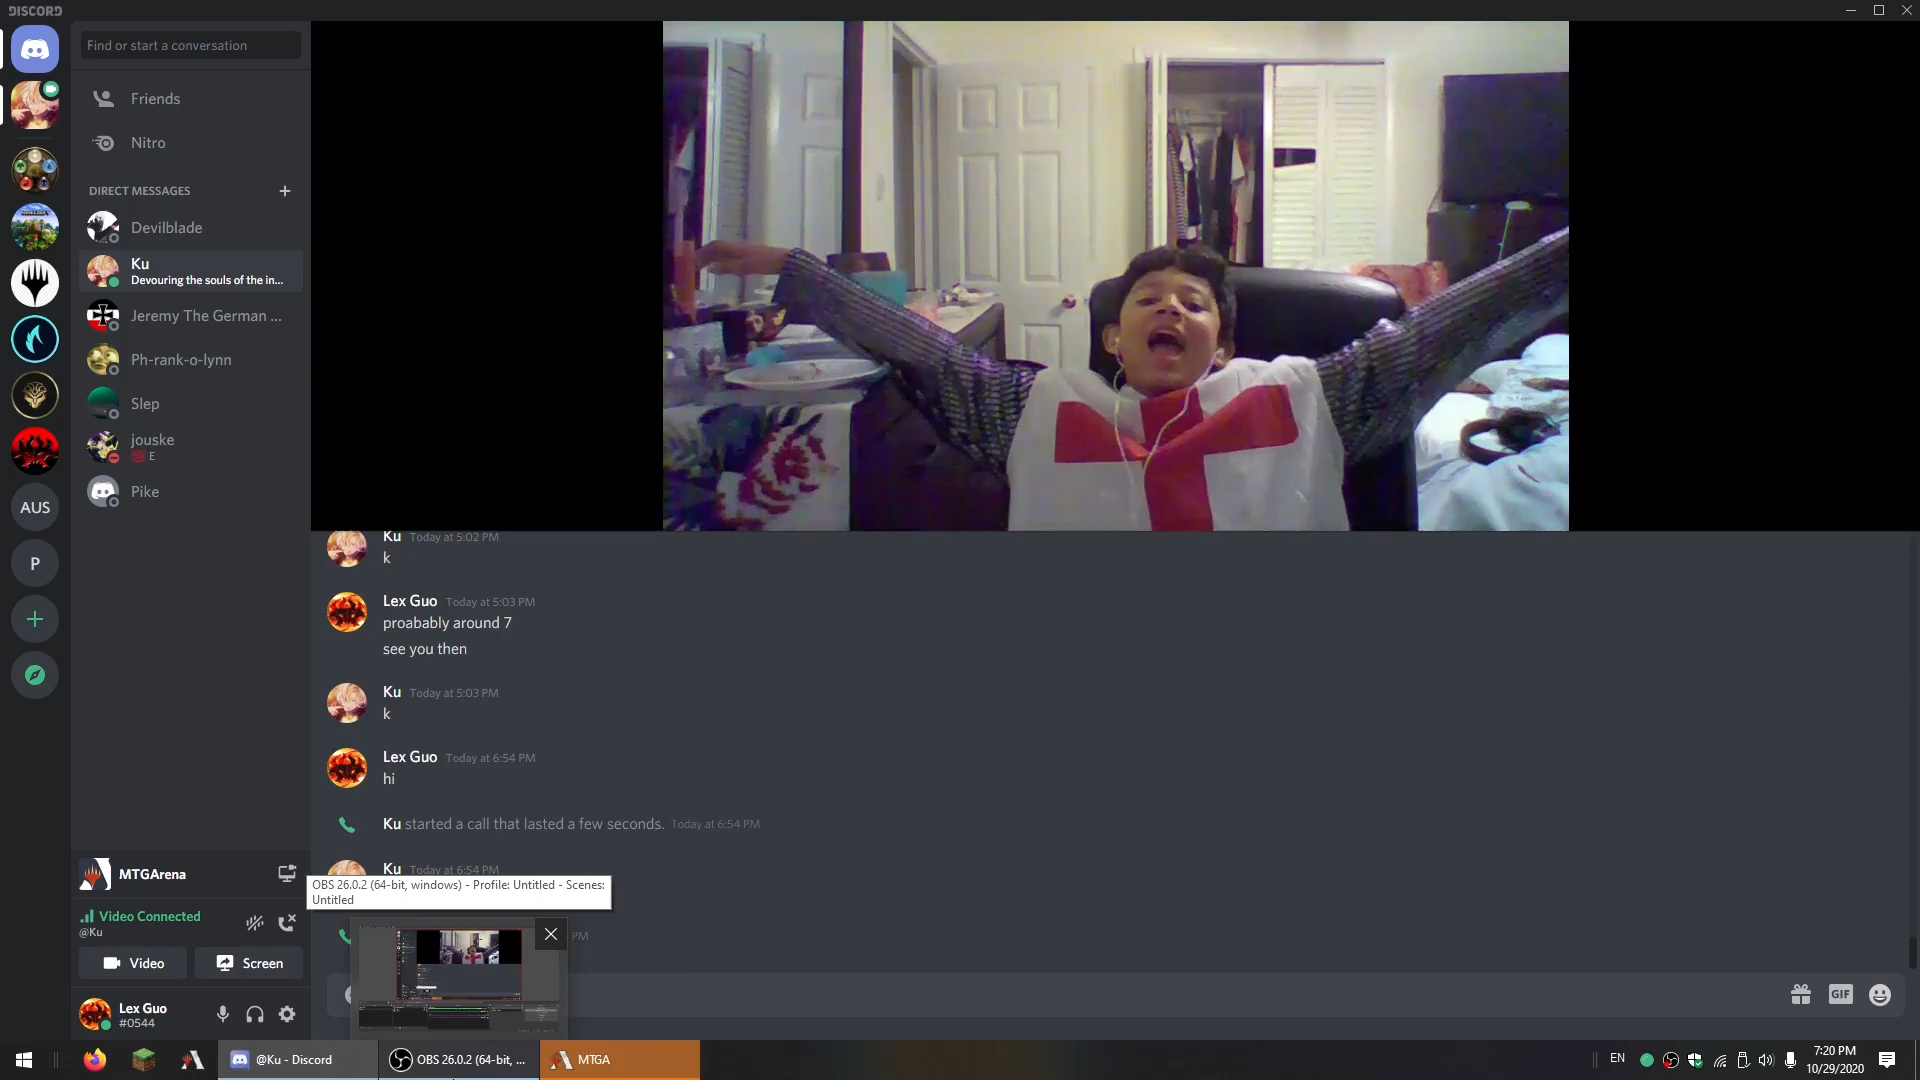 DISCORD
Find or start a conversation
Friends
Nitro
DIRECT MESSAGES
Devilblade
Ku
Devouring the souls of the in...
Jeremy The German ...
Ph-rank-o-lynn
Slep
jouske
E
Pike
AUS
P
MTGArena
Video Connected
@Ku
Video
Screen
Lex Guo
#0544
Ku Today at 5:02 PM
k
Lex Guo Today at 5:03 PM
proabably around 7
see you then
Ku Today at 5:03 PM
k
Lex Guo Today at 6:54 PM
hi
Ku started a call that lasted a few seconds. Today at 6:54 PM
Ku Today at 6:54 PM
OBS 26.0.2 (64-bit, windows) - Profile: Untitled - Scenes:
Untitled
PM
GIF
@Ku - Discord
OBS 26.0.2 (64-bit, ...
MTGA
EN
7:20 PM
10/29/2020